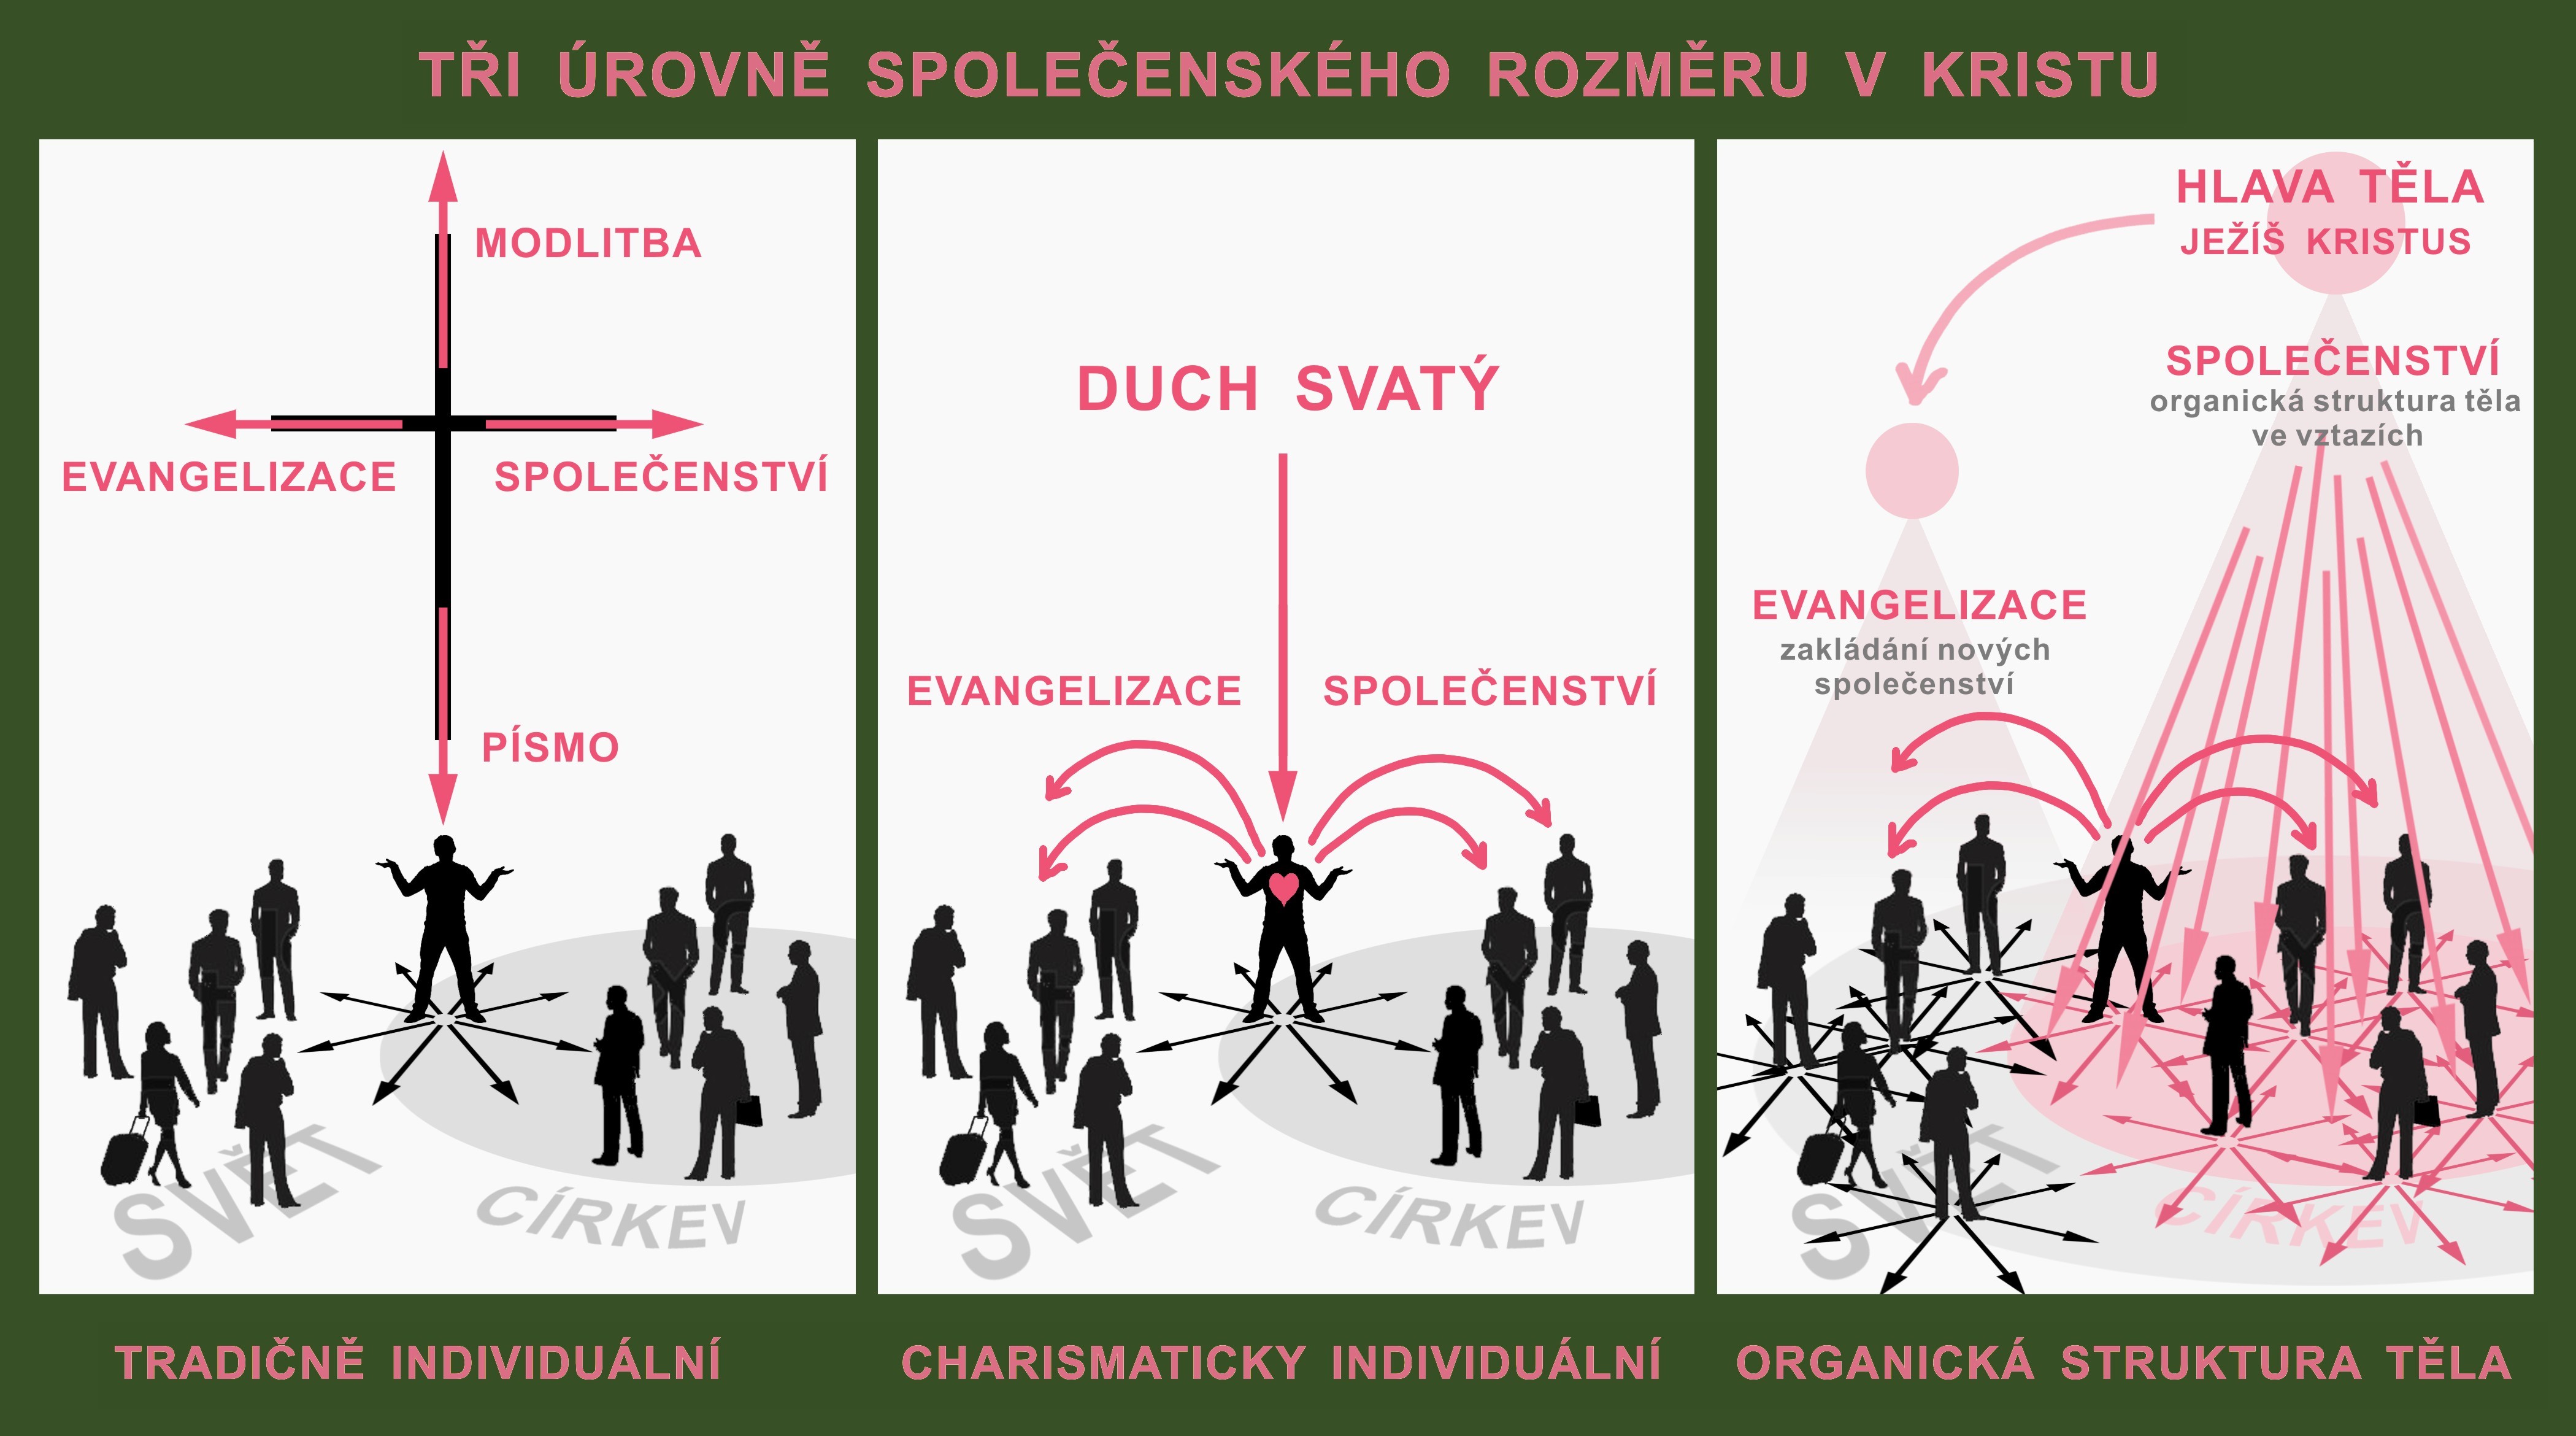 TŘI ÚROVNĚ SPOLEČENSKÉHO ROZMĚRU V KRISTU
MODLITBA
EVANGELIZACE
SPOLEČENSTVÍ
PÍSMO
SVĚT
CÍRKEV
TRADIČNĚ INDIVIDUÁLNÍ
DUCH SVATÝ
EVANGELIZACE
SPOLEČENSTVÍ
SVĚT
CÍRKEV
CHARISMATICKY INDIVIDUÁLNÍ
HLAVA TĚLA
JEŽÍŠ KRISTUS
SPOLEČENSTVÍ
organická struktura těla
ve vztazích
EVANGELIZACE
zakládání nových
společenství
SVĚT
CÍRKEV
ORGANICKÁ STRUKTURA TĚLA